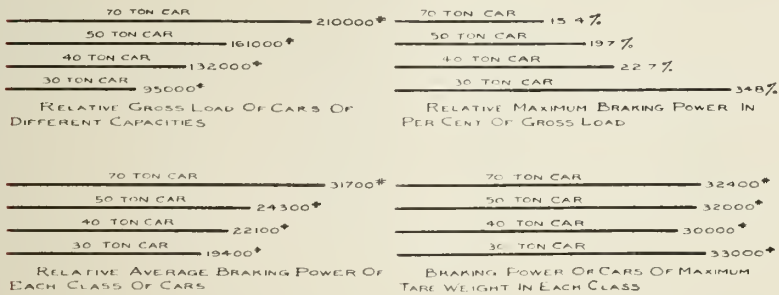 70 TON CAR
210000#
50 TON CAR
161000#
40 TON CAR
132000#
30 TON CAR
95000#
RELATIVE GROSS LOAD OF CARS OF
DIFFERENT CAPACITIES
70 TON CAR
15 4%
50 TON CAR
19 7%
40 TON CAR
22 7%
30 TON CAR
34 8%
RELATIVE MAXIMUM BRAKING POWER IN
PER CENT OF GROSS LOAD
70 TON CAR
31700#
50 TON CAR
24300#
40 TON CAR
22100#
30 TON CAR
19400#
RELATIVE AVERAGE BRAKING POWER OF
EACH CLASS OF CARS
70 TON CAR
32400#
50 TON CAR
32000#
40 TON CAR
30000#
30 TON CAR
33000#
BRAKING POWER OF CARS OF MAXIMUM
TARE WEIGHT IN EACH CLASS